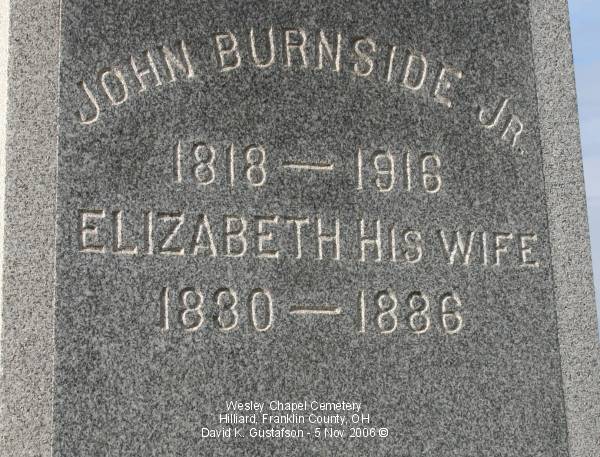 John Burnside Jr.
1818 — 1916
Elizabeth His Wife
1830 — 1886
Wesley Chapel Cemetery
Hilliard, Franklin County, OH
David K. Gustafson - 5 Nov 2006 ©